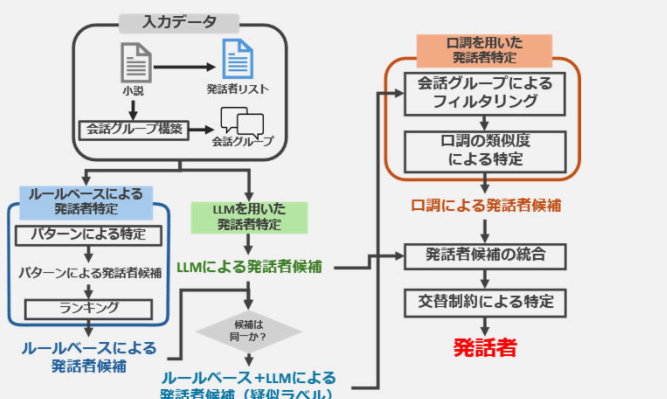 入力データ
小説
発話者リスト
会話グループ構築
会話グループ
ルールベースによる
発話者特定
パターンによる特定
パターンによる発話者候補
ランキング
ルールベースによる
発話者候補
LLMを用いた
発話者特定
LLMによる発話者候補
候補は
同一か？
ルールベース+LLMによる
発話者候補（疑似ラベル）
口調を用いた
発話者特定
会話グループによる
フィルタリング
口調の類似度
による特定
口調による発話者候補
発話者候補の統合
交替制約による特定
発話者